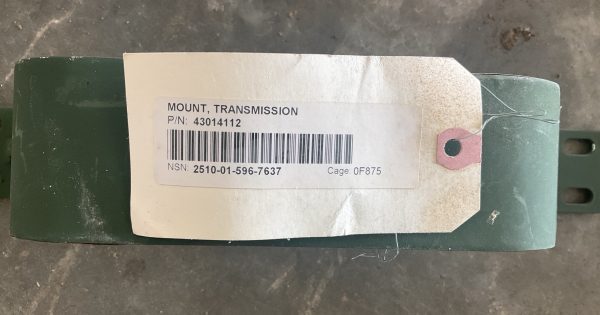 MOUNT, TRANSMISSION
P/N: 43014112
NSN: 2510-01-596-7637 Cage: 0F875